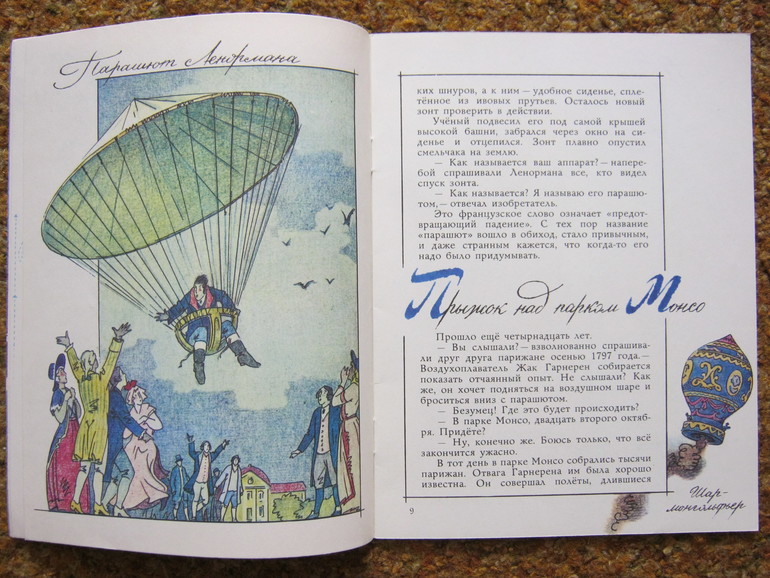 Парашют Ленормана
ких шнуров, а к ним — удобное сиденье, спле-
тённое из ивовых прутьев. Осталось новый
зонт проверить в действии.
Учёный подвесил его под самой крышей
высокой башни, забрался через окно на си-
денье и отцепился. Зонт плавно опустил
смельчака на землю.
— Как называется ваш аппарат? — напере-
бой спрашивали Ленормана все, кто видел
спуск зонта.
— Как называется? Я называю его парашю-
том, — отвечал изобретатель.
Это французское слово означает «предот-
вращающий падение». С тех пор название
«парашют» вошло в обиход, стало привычным,
и даже странным кажется, что когда-то его
надо было придумывать.
Прыжок над парком Монсо
Прошло ещё четырнадцать лет.
— Вы слышали? — взволнованно спрашива-
ли друг друга парижане осенью 1797 года. —
Воздухоплаватель Жак Гарнерен собирается
показать отчаянный опыт. Не слышали? Как
же, он хочет подняться на воздушном шаре и
броситься вниз с парашютом.
— Безумец! Где это будет происходить?
— В парке Монсо, двадцать второго октяб-
ря. Придёте?
— Ну, конечно же. Боюсь только, что всё
закончится ужасно.
В тот день в парке Монсо собрались тысячи
парижан. Отвага Гарнерена им была хорошо
известна. Он совершал полёты, длившиеся
Шар-
монгольфьер
9